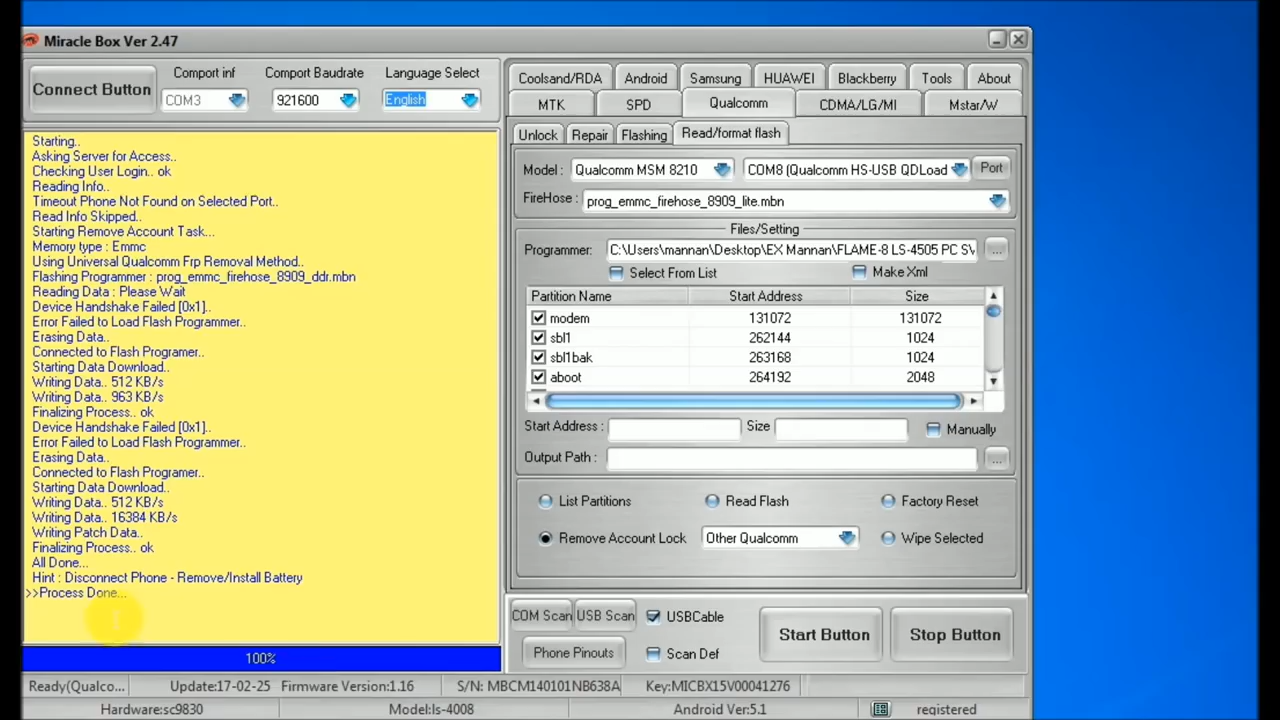 Miracle Box Ver 2.47
Connect Button
Comport inf
Comport Baudrate
Language Select
COM3
921600
English
Starting..
Asking Server for Access..
Checking User Login.. ok
Reading Info..
Timeout Phone Not Found on Selected Port..
Read Info Skipped..
Starting Remove Account Task...
Memory type : Emmc
Using Universal Qualcomm Frp Removal Method..
Flashing Programmer : prog_emmc_firehose_8909_ddr.mbn
Reading Data : Please Wait
Device Handshake Failed [0x1]..
Error Failed to Load Flash Programmer..
Erasing Data..
Connected to Flash Programer..
Starting Data Download..
Writing Data.. 512 KB/s
Writing Data.. 963 KB/s
Finalizing Process.. ok
Device Handshake Failed [0x1]..
Error Failed to Load Flash Programmer..
Erasing Data..
Connected to Flash Programer..
Starting Data Download..
Writing Data.. 512 KB/s
Writing Data.. 16384 KB/s
Writing Patch Data..
Finalizing Process.. ok
All Done...
Hint : Disconnect Phone - Remove/Install Battery
>>Process Done...
100%
Coolsand/RDA Android Samsung HUAWEI Blackberry Tools About
MTK SPD Qualcomm CDMA/LG/MI Mstar/W
Unlock Repair Flashing Read/format flash
Model : Qualcomm MSM 8210 COM8 (Qualcomm HS-USB QDLoad Port
FireHose : prog_emmc_firehose_8909_lite.mbn
Files/Setting
Programmer: C:\Users\mannan\Desktop\EX Mannan\FLAME-8 LS-4505 PC S\ ...
Select From List Make Xml
Partition Name Start Address Size
modem 131072 131072
sbl1 262144 1024
sbl1bak 263168 1024
aboot 264192 2048
Start Address : Size Manually
Output Path : ...
List Partitions Read Flash Factory Reset
Remove Account Lock Other Qualcomm Wipe Selected
COM Scan USB Scan USBCable
Phone Pinouts Scan Def
Start Button Stop Button
Ready(Qualco... Update:17-02-25 Firmware Version:1.16 S/N: MBCM140101NB638A Key:MICBX15V00041276
Hardware:sc9830 Model:ls-4008 Android Ver:5.1 registered